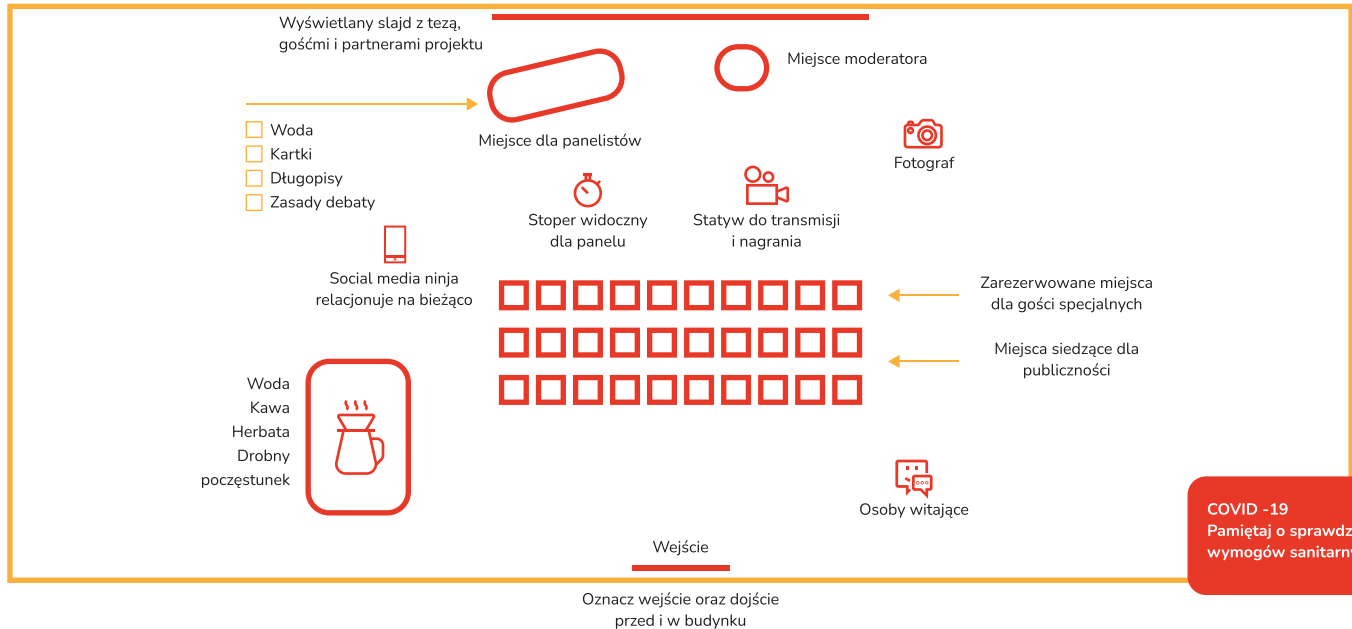 Wyświetlany slajd z tezą,
gośćmi i partnerami projektu
Miejsce moderatora
Woda
Kartki
Długopisy
Zasady debaty
Miejsce dla panelistów
Fotograf
Stoper widoczny
dla panelu
Statyw do transmisji
i nagrania
Social media ninja
relacjonuje na bieżąco
Zarezerwowane miejsca
dla gości specjalnych
Miejsca siedzące dla
publiczności
Woda
Kawa
Herbata
Drobny
poczęstunek
Osoby witające
COVID -19
Pamiętaj o
wymogów
Wejście
Oznacz wejście oraz dojście
przed i w budynku